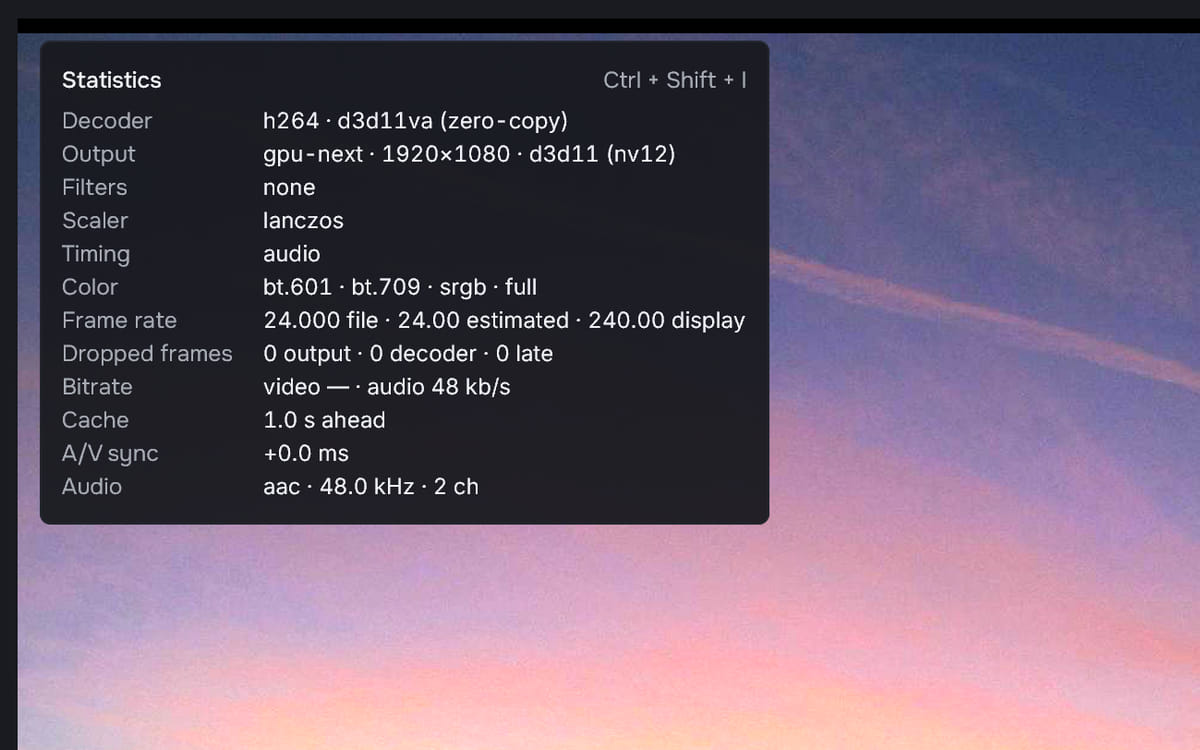 Statistics Ctrl + Shift + I
Decoder h264 · d3d11va (zero-copy)
Output gpu-next · 1920×1080 · d3d11 (nv12)
Filters none
Scaler lanczos
Timing audio
Color bt.601 · bt.709 · srgb · full
Frame rate 24.000 file · 24.00 estimated · 240.00 display
Dropped frames 0 output · 0 decoder · 0 late
Bitrate video — · audio 48 kb/s
Cache 1.0 s ahead
A/V sync +0.0 ms
Audio aac · 48.0 kHz · 2 ch